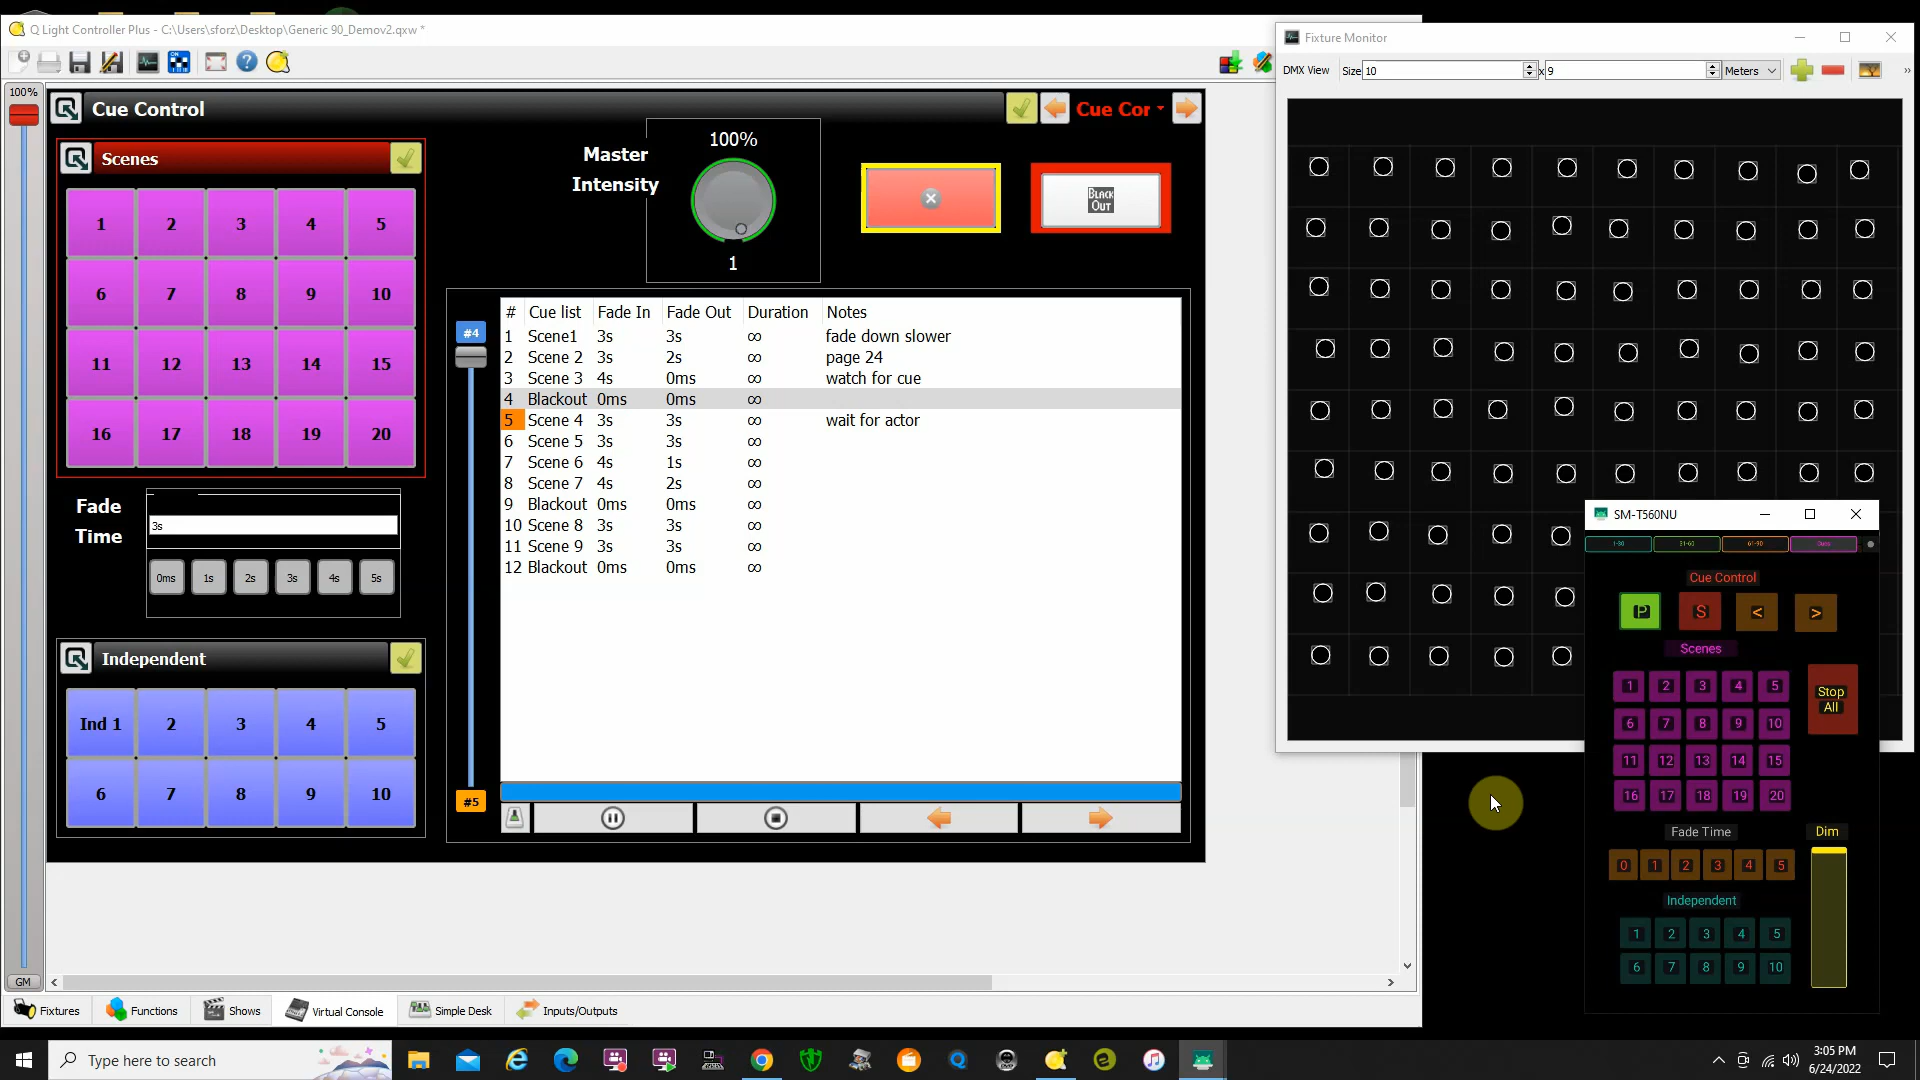 Q Light Controller Plus - C:\Users\sforz\Desktop\Generic 90_Demov2.qxw *
100%
Cue Control
Cue Cor
Scenes
1 2 3 4 5
6 7 8 9 10
11 12 13 14 15
16 17 18 19 20
Fade
Time
3s
0ms 1s 2s 3s 4s 5s
Independent
Ind 1 2 3 4 5
6 7 8 9 10
GM
Master
Intensity
100%
1
BLACK
OUT
#4
#5
# Cue list Fade In Fade Out Duration Notes
1 Scene1 3s 3s ∞ fade down slower
2 Scene 2 3s 2s ∞ page 24
3 Scene 3 4s 0ms ∞ watch for cue
4 Blackout 0ms 0ms ∞
5 Scene 4 3s 3s ∞ wait for actor
6 Scene 5 3s 3s ∞
7 Scene 6 4s 1s ∞
8 Scene 7 4s 2s ∞
9 Blackout 0ms 0ms ∞
10 Scene 8 3s 3s ∞
11 Scene 9 3s 3s ∞
12 Blackout 0ms 0ms ∞
Fixtures Functions Shows Virtual Console Simple Desk Inputs/Outputs
Fixture Monitor
DMX View Size 10 x 9 Meters »
SM-T560NU
1-30 31-60 61-90
Cue Control
P S < >
Scenes
1 2 3 4 5
6 7 8 9 10
11 12 13 14 15
16 17 18 19 20
Stop
All
Fade Time
0 1 2 3 4 5
Dim
Independent
1 2 3 4 5
6 7 8 9 10
Type here to search
3:05 PM
6/24/2022